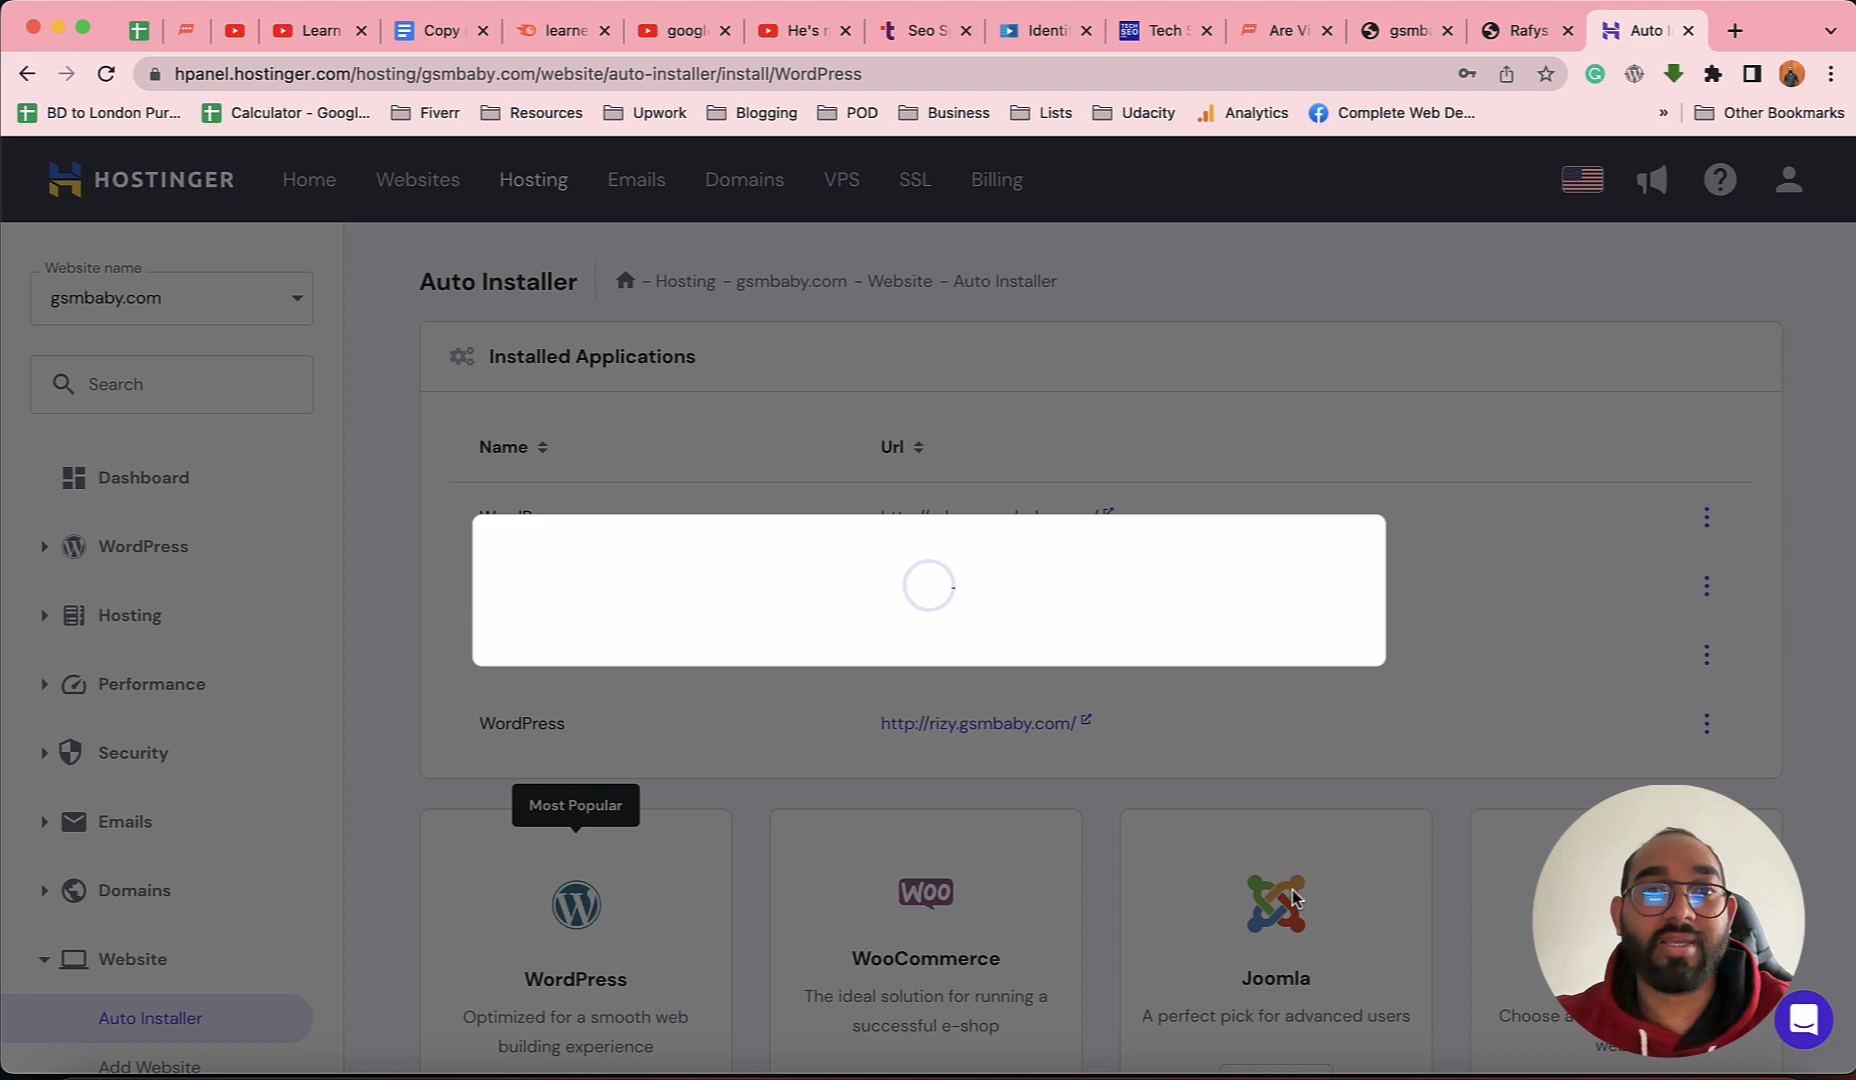 Learn
Copy
learne
googl
He's
Seo S
Identi
Tech
Are Vi
gsmb
Rafys
Auto I
hpanel.hostinger.com/hosting/gsmbaby.com/website/auto-installer/install/WordPress
BD to London Pur...
Calculator - Googl...
Fiverr
Resources
Upwork
Blogging
POD
Business
Lists
Udacity
Analytics
Complete Web De...
»
Other Bookmarks
HOSTINGER
Home
Websites
Hosting
Emails
Domains
VPS
SSL
Billing
Website name
gsmbaby.com
Search
Dashboard
WordPress
Hosting
Performance
Security
Emails
Domains
Website
Auto Installer
Add Website
Auto Installer
- Hosting - gsmbaby.com - Website - Auto Installer
Installed Applications
Name
Url
WordPress
http://rizy.gsmbaby.com/
Most Popular
WordPress
Optimized for a smooth web
building experience
WOO
WooCommerce
The ideal solution for running a
successful e-shop
Joomla
A perfect pick for advanced users
Choose